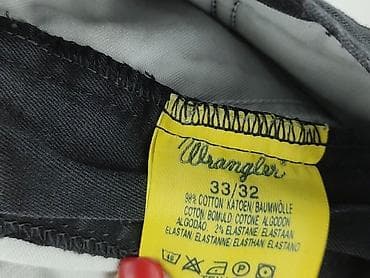 Wrangler
33/32
98% COTTON KATOEN/BAUMWOLLE
COTON BOMULD COTONE ALGODON
ALGODÃO 2% ELASTANE ELASTAAN
ELASTAN ELASTANNE ELASTHAN ELASTANO